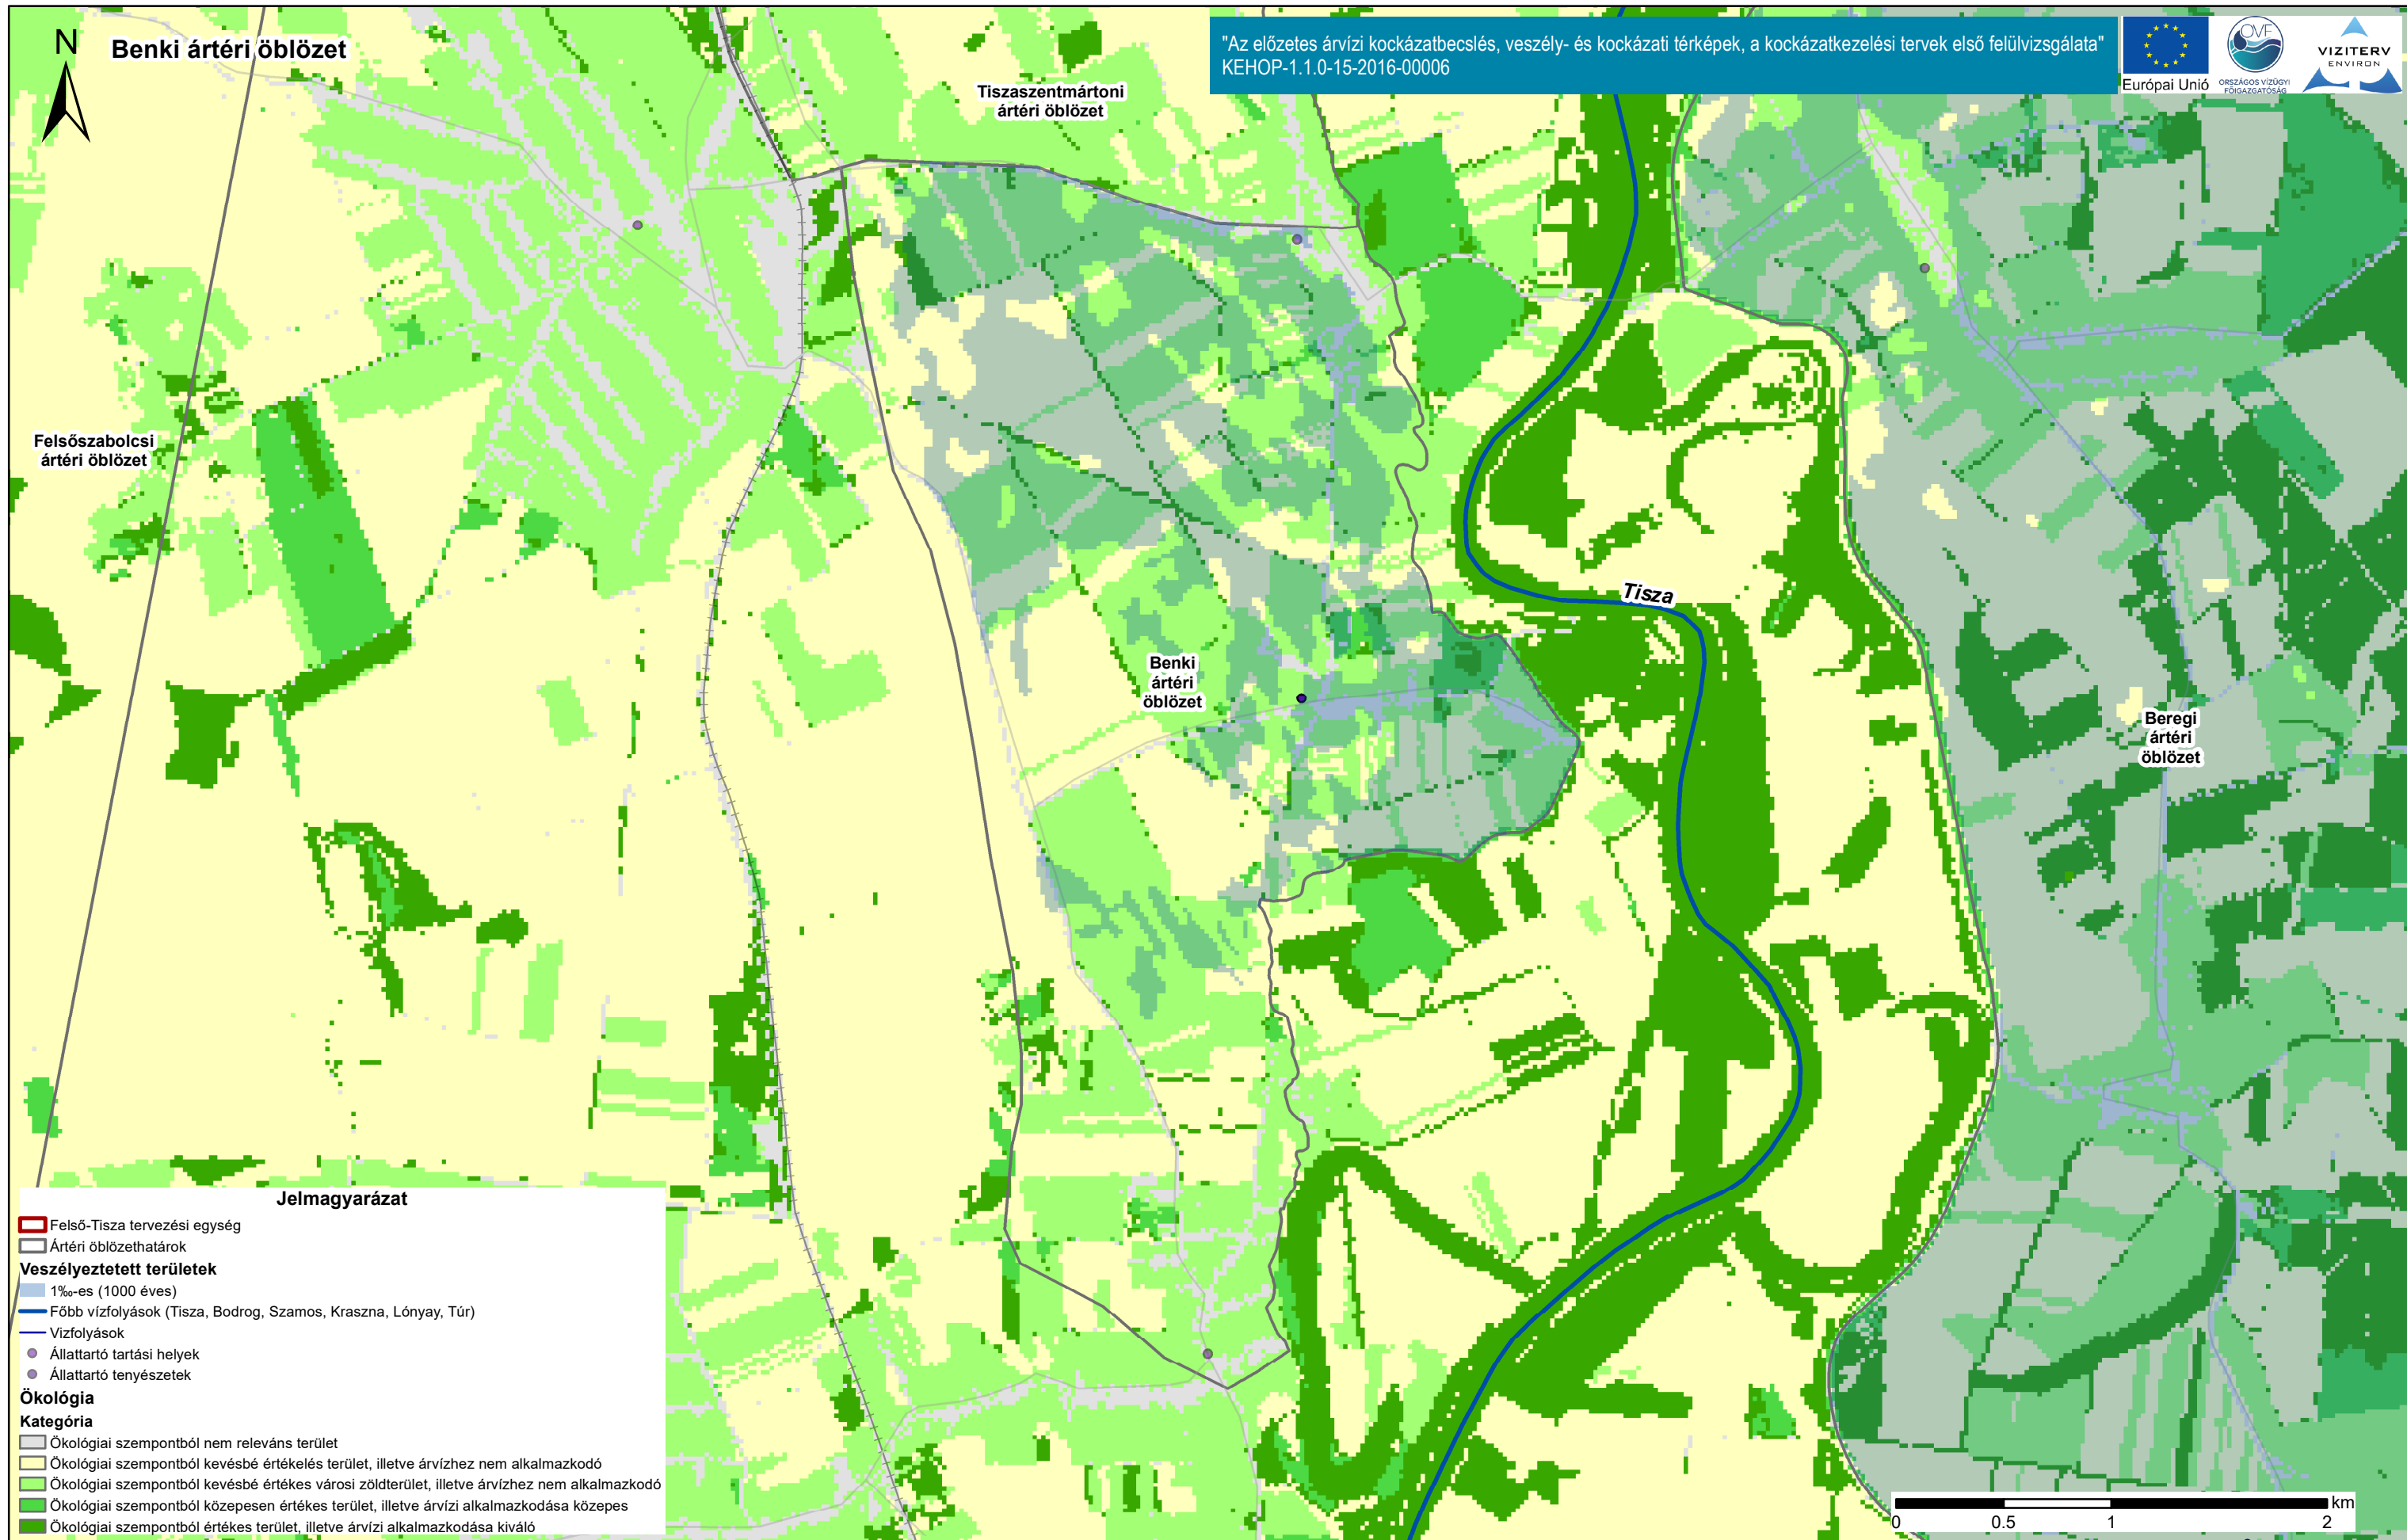 N
Benki ártéri öblözet
"Az előzetes árvízi kockázatbecslés, veszély- és kockázati térképek, a kockázatkezelési tervek első felülvizsgálata"
KEHOP-1.1.0-15-2016-00006
Európai Unió
OVF
ORSZÁGOS VÍZÜGYI
FŐIGAZGATÓSÁG
VIZITERV
ENVIRON
Tiszaszentmártoni
ártéri öblözet
Felsőszabolcsi
ártéri öblözet
Tisza
Benki
ártéri
öblözet
Beregi
ártéri
öblözet
Jelmagyarázat
Felső-Tisza tervezési egység
Ártéri öblözethatárok
Veszélyeztetett területek
1‰-es (1000 éves)
Főbb vízfolyások (Tisza, Bodrog, Szamos, Kraszna, Lónyay, Túr)
Vizfolyások
Állattartó tartási helyek
Állattartó tenyészetek
Ökológia
Kategória
Ökológiai szempontból nem releváns terület
Ökológiai szempontból kevésbé értékelés terület, illetve árvízhez nem alkalmazkodó
Ökológiai szempontból kevésbé értékes városi zöldterület, illetve árvízhez nem alkalmazkodó
Ökológiai szempontból közepesen értékes terület, illetve árvízi alkalmazkodása közepes
Ökológiai szempontból értékes terület, illetve árvízi alkalmazkodása kiváló
km
0 0.5 1 2